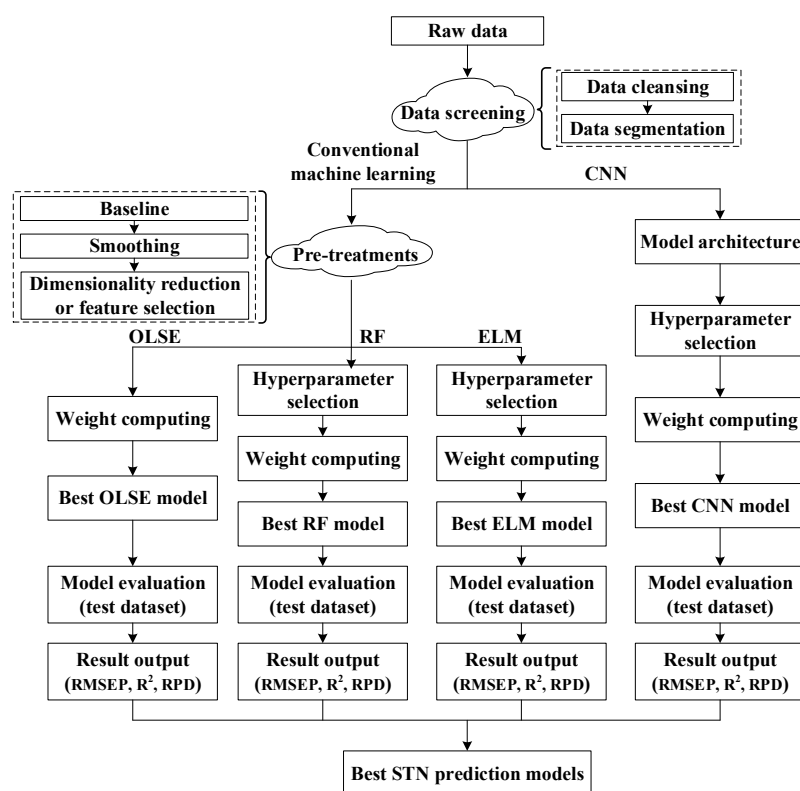 Raw data
Data screening
Data cleansing
Data segmentation
Conventional
machine learning
CNN
Baseline
Smoothing
Dimensionality reduction
or feature selection
Pre-treatments
Model architecture
Hyperparameter
selection
OLSE
RF
ELM
Weight computing
Hyperparameter
selection
Hyperparameter
selection
Weight computing
Weight computing
Weight computing
Best OLSE model
Best RF model
Best ELM model
Best CNN model
Model evaluation
(test dataset)
Model evaluation
(test dataset)
Model evaluation
(test dataset)
Model evaluation
(test dataset)
Result output
(RMSEP, R², RPD)
Result output
(RMSEP, R², RPD)
Result output
(RMSEP, R², RPD)
Result output
(RMSEP, R², RPD)
Best STN prediction models